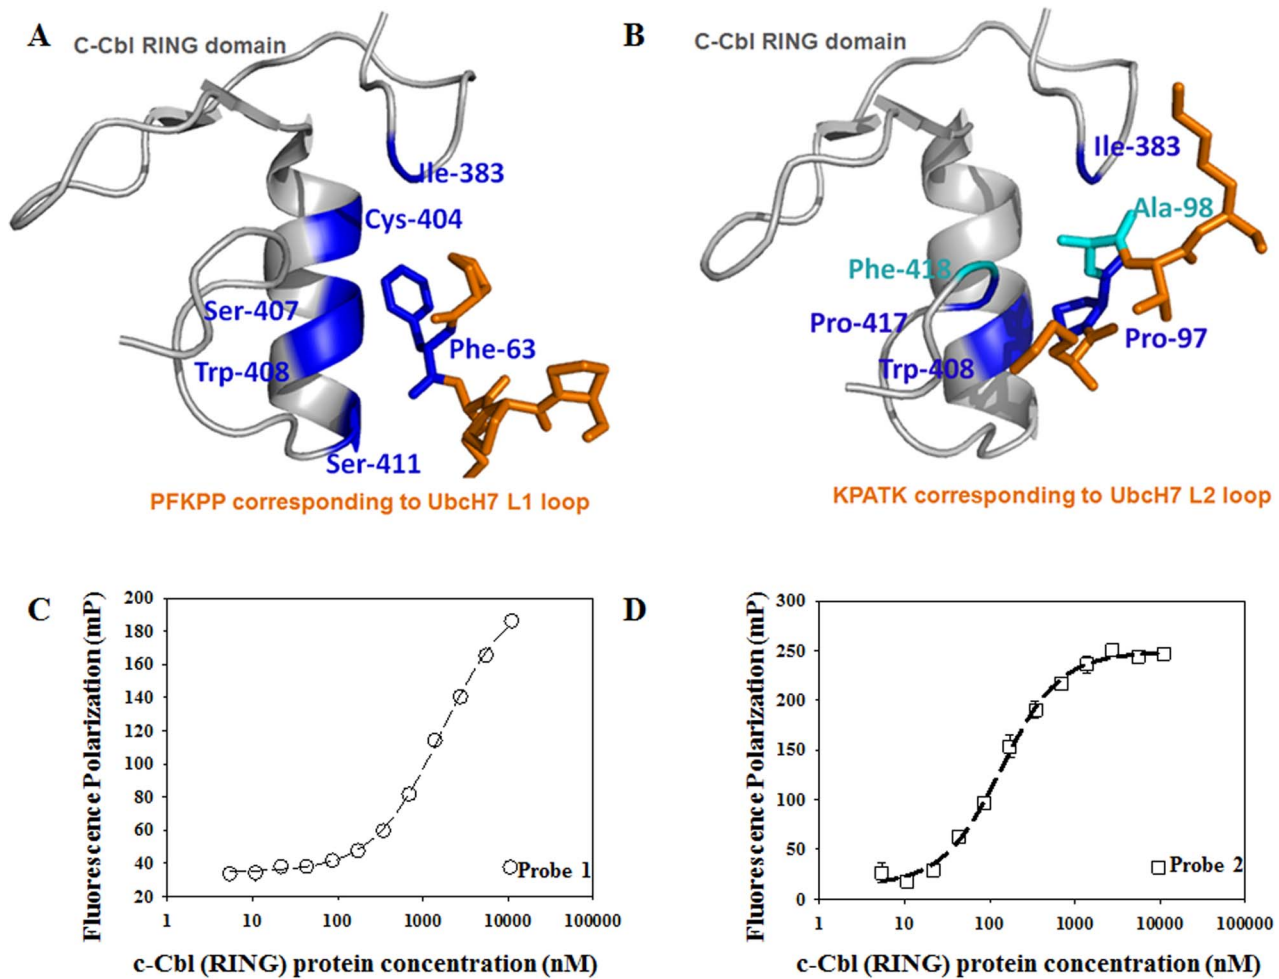 A
C-Cbl RING domain
Ile-383
Cys-404
Ser-407
Phe-63
Trp-408
Ser-411
PFKPP corresponding to UbcH7 L1 loop
B
C-Cbl RING domain
Ile-383
Ala-98
Phe-418
Pro-417
Pro-97
Trp-408
KPATK corresponding to UbcH7 L2 loop
C
Fluorescence Polarization (mP)
200
180
160
140
120
100
80
60
40
20
Probe 1
1
10
100
1000
10000
100000
c-Cbl (RING) protein concentration (nM)
D
Fluorescence Polarization (mP)
300
250
200
150
100
50
0
Probe 2
1
10
100
1000
10000
100000
c-Cbl (RING) protein concentration (nM)